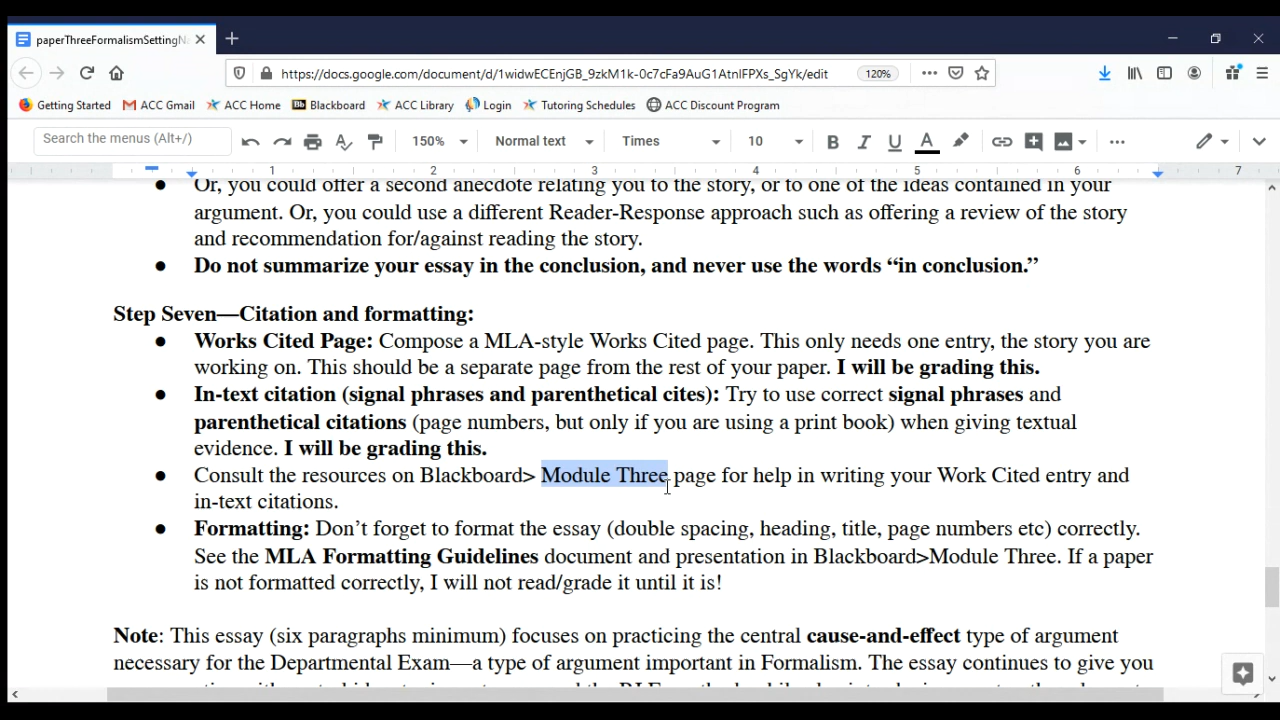 paperThreeFormalismSettingN
https://docs.google.com/document/d/1widwECEnjGB_9zkM1k-0c7cFa9AuG1AtnlFPXs_SgYk/edit 120%
Getting Started ACC Gmail ACC Home Bb Blackboard ACC Library Login Tutoring Schedules ACC Discount Program
Search the menus (Alt+/) 150% Normal text Times 10 B I U A
1 2 3 4 5 6 7
Or, you could offer a second anecdote relating you to the story, or to one of the ideas contained in your
argument. Or, you could use a different Reader-Response approach such as offering a review of the story
and recommendation for/against reading the story.
● Do not summarize your essay in the conclusion, and never use the words “in conclusion.”
Step Seven—Citation and formatting:
● Works Cited Page: Compose a MLA-style Works Cited page. This only needs one entry, the story you are
working on. This should be a separate page from the rest of your paper. I will be grading this.
● In-text citation (signal phrases and parenthetical cites): Try to use correct signal phrases and
parenthetical citations (page numbers, but only if you are using a print book) when giving textual
evidence. I will be grading this.
● Consult the resources on Blackboard> Module Three page for help in writing your Work Cited entry and
in-text citations.
● Formatting: Don’t forget to format the essay (double spacing, heading, title, page numbers etc) correctly.
See the MLA Formatting Guidelines document and presentation in Blackboard>Module Three. If a paper
is not formatted correctly, I will not read/grade it until it is!
Note: This essay (six paragraphs minimum) focuses on practicing the central cause-and-effect type of argument
necessary for the Departmental Exam—a type of argument important in Formalism. The essay continues to give you